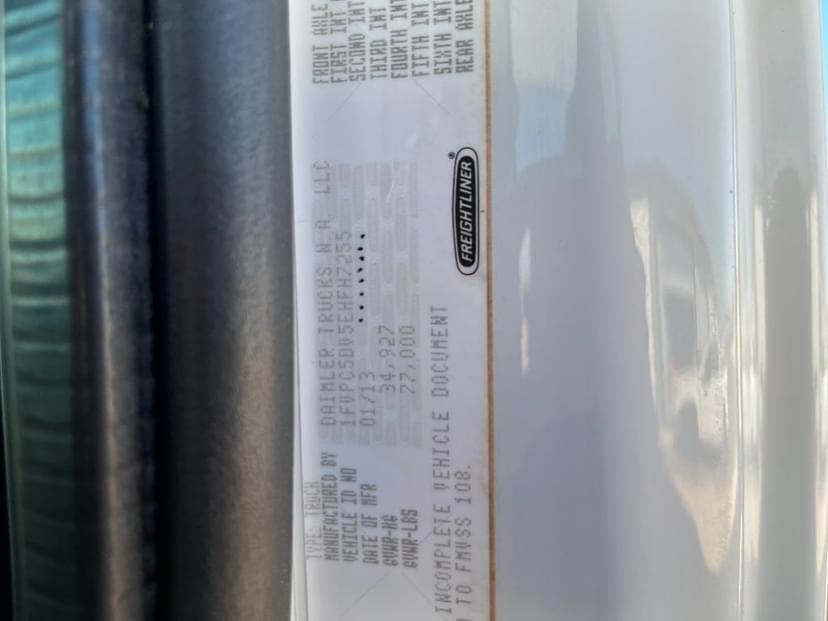 TYPE: TRUCK
MANUFACTURED BY DAIMLER TRUCKS N.A. LLC
VEHICLE ID NO 1FVPC5DV5EHFH7255
DATE OF MFR 01/13
GVWR-KG 34,927
GVWR-LBS 77,000
INCOMPLETE VEHICLE DOCUMENT
TO FMVSS 108.
FRONT AXLE
FIRST INT
SECOND INT
THIRD INT
FOURTH INT
FIFTH INT
SIXTH INT
REAR AXLE
FREIGHTLINER®